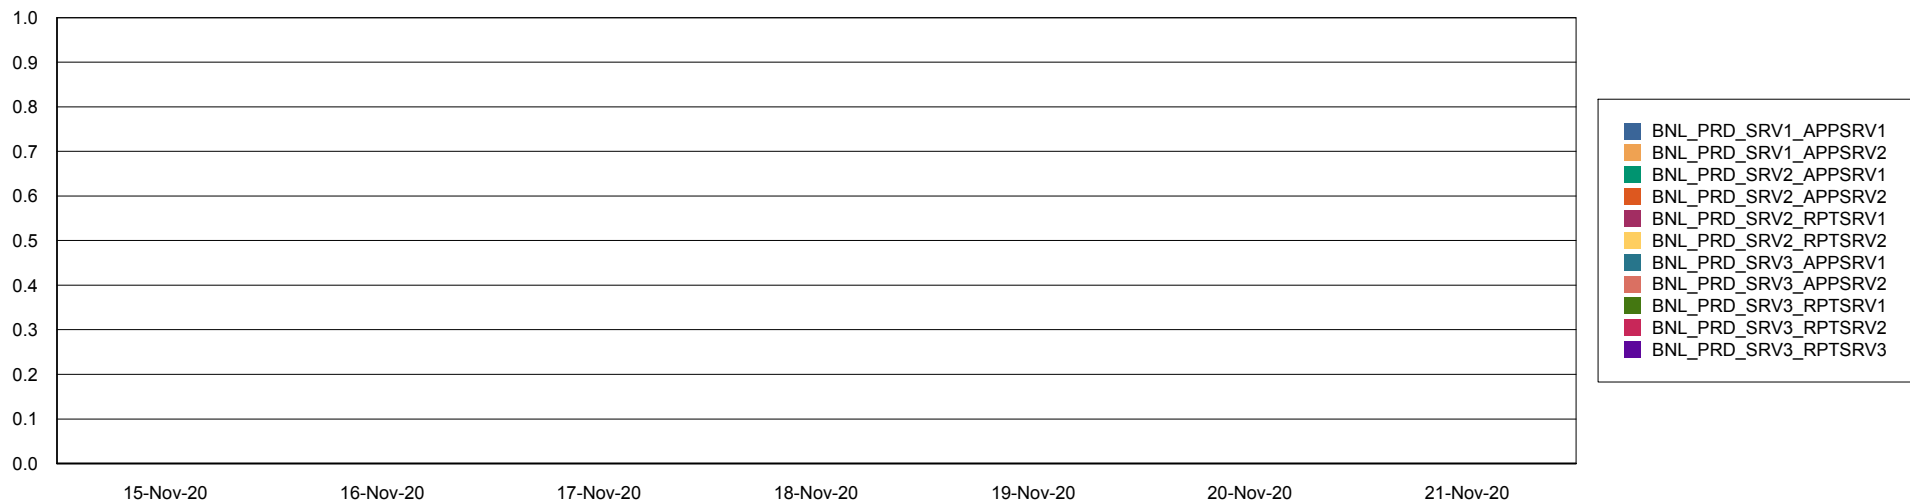 1.0
0.9
0.8
0.7
0.6
0.5
0.4
0.3
0.2
0.1
0.0
15-Nov-20 16-Nov-20 17-Nov-20 18-Nov-20 19-Nov-20 20-Nov-20 21-Nov-20
BNL_PRD_SRV1_APPSRV1
BNL_PRD_SRV1_APPSRV2
BNL_PRD_SRV2_APPSRV1
BNL_PRD_SRV2_APPSRV2
BNL_PRD_SRV2_RPTSRV1
BNL_PRD_SRV2_RPTSRV2
BNL_PRD_SRV3_APPSRV1
BNL_PRD_SRV3_APPSRV2
BNL_PRD_SRV3_RPTSRV1
BNL_PRD_SRV3_RPTSRV2
BNL_PRD_SRV3_RPTSRV3